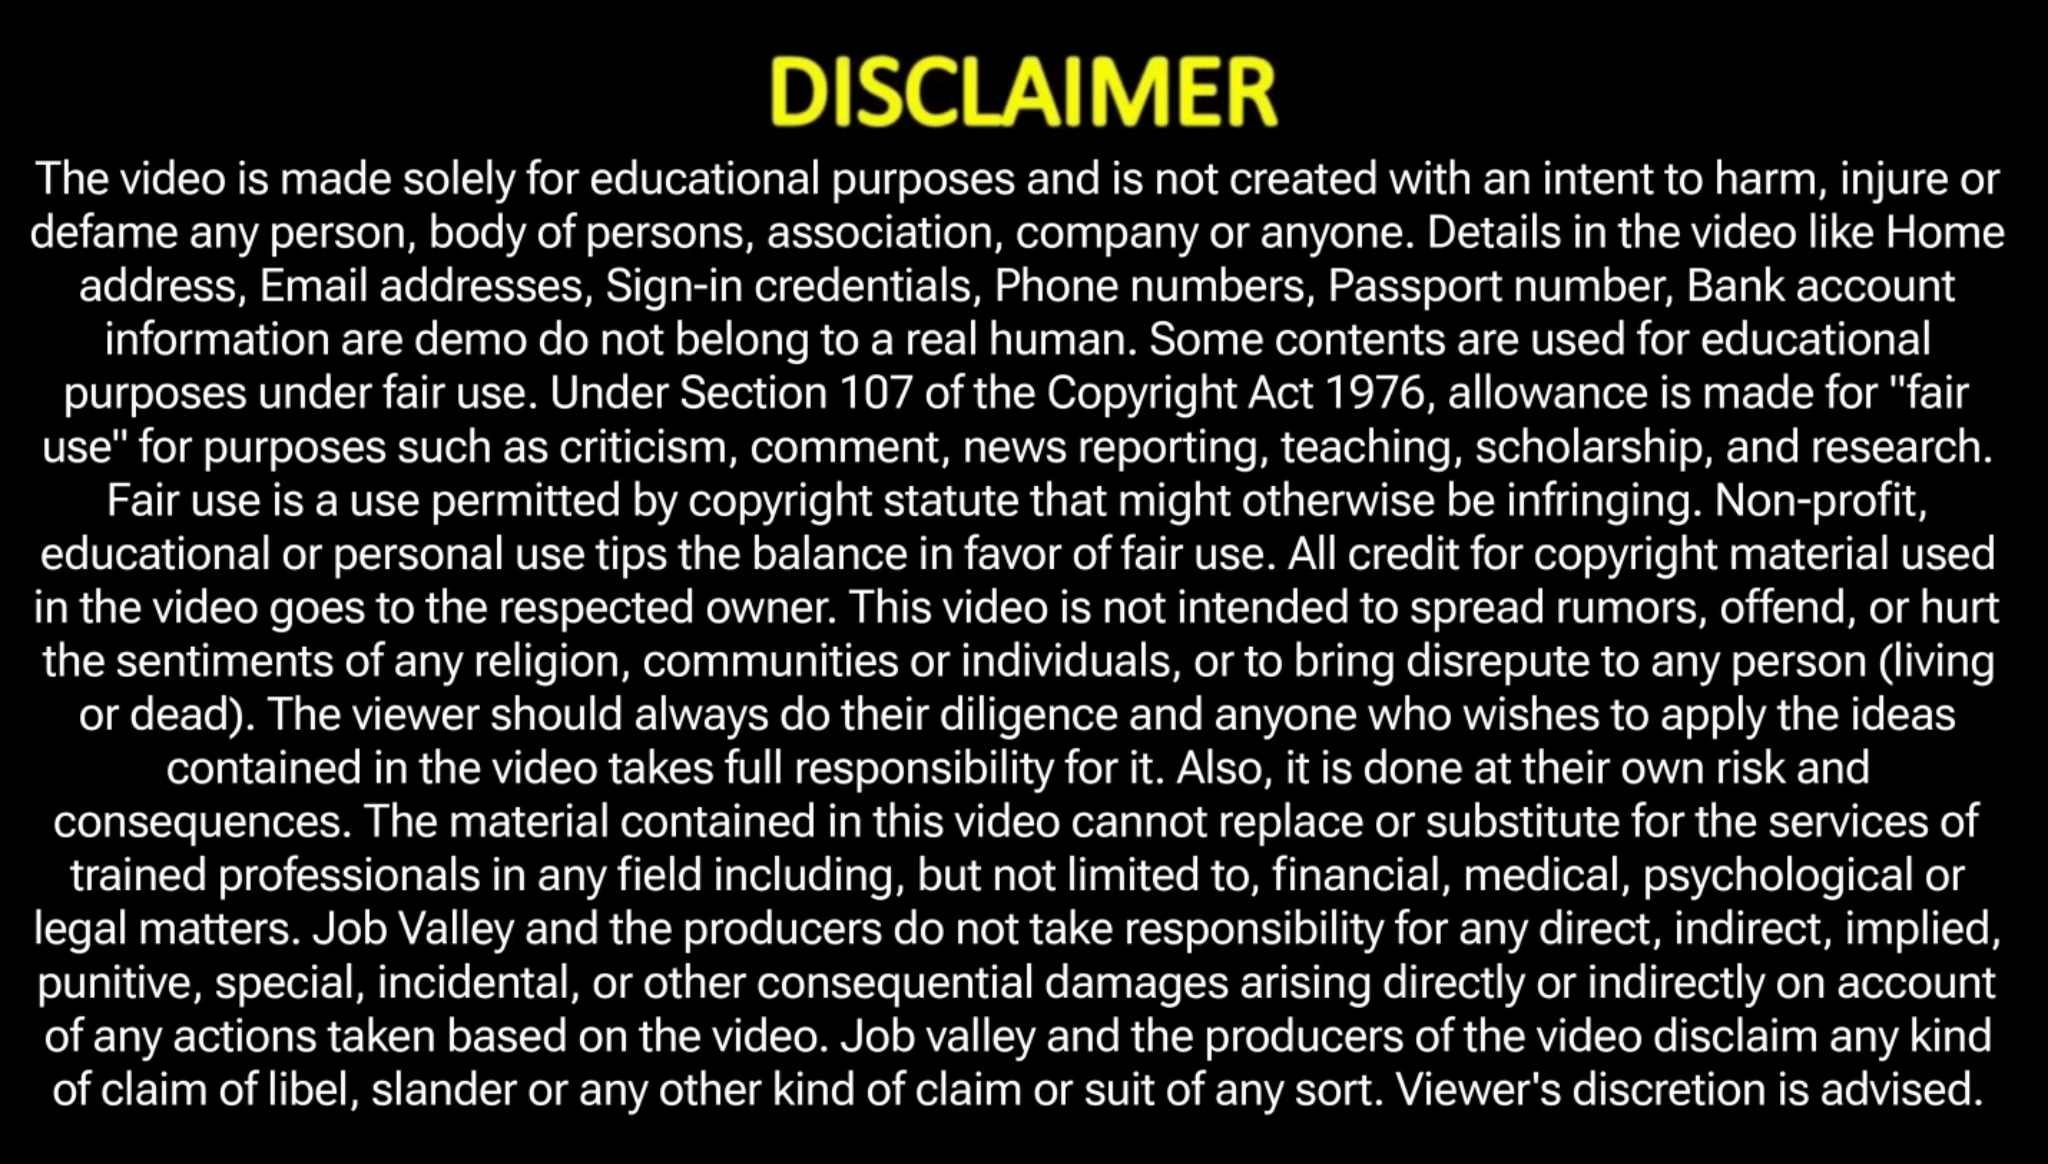 DISCLAIMER
The video is made solely for educational purposes and is not created with an intent to harm, injure or
defame any person, body of persons, association, company or anyone. Details in the video like Home
address, Email addresses, Sign-in credentials, Phone numbers, Passport number, Bank account
information are demo do not belong to a real human. Some contents are used for educational
purposes under fair use. Under Section 107 of the Copyright Act 1976, allowance is made for "fair
use" for purposes such as criticism, comment, news reporting, teaching, scholarship, and research.
Fair use is a use permitted by copyright statute that might otherwise be infringing. Non-profit,
educational or personal use tips the balance in favor of fair use. All credit for copyright material used
in the video goes to the respected owner. This video is not intended to spread rumors, offend, or hurt
the sentiments of any religion, communities or individuals, or to bring disrepute to any person (living
or dead). The viewer should always do their diligence and anyone who wishes to apply the ideas
contained in the video takes full responsibility for it. Also, it is done at their own risk and
consequences. The material contained in this video cannot replace or substitute for the services of
trained professionals in any field including, but not limited to, financial, medical, psychological or
legal matters. Job Valley and the producers do not take responsibility for any direct, indirect, implied,
punitive, special, incidental, or other consequential damages arising directly or indirectly on account
of any actions taken based on the video. Job valley and the producers of the video disclaim any kind
of claim of libel, slander or any other kind of claim or suit of any sort. Viewer's discretion is advised.